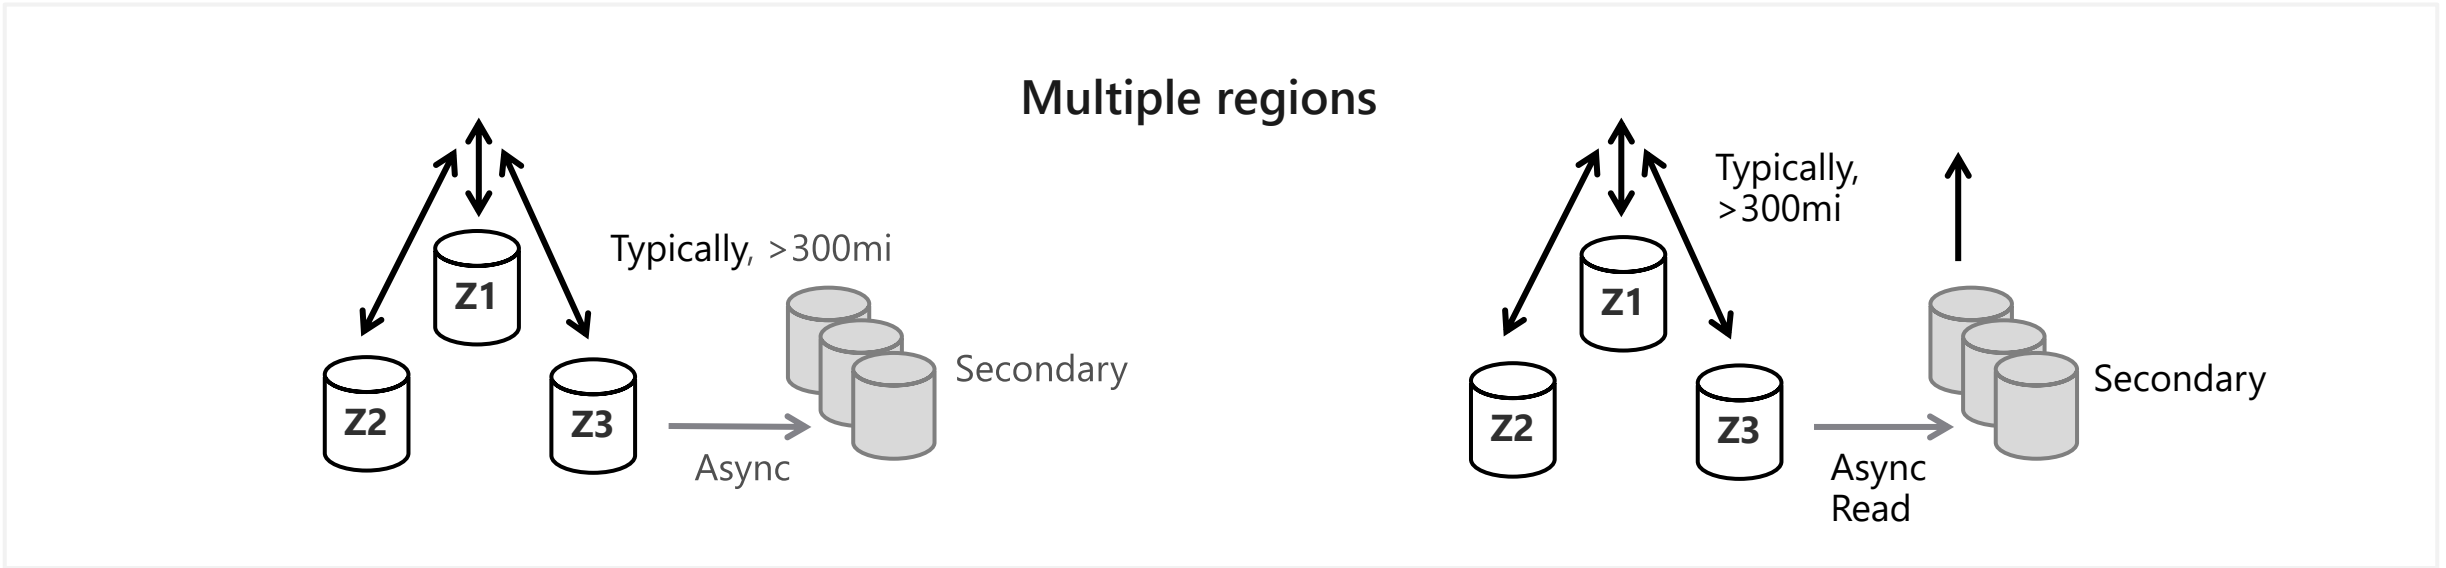 Multiple regions
Typically, >300mi
Z1
Z2
Z3
Async
Secondary
Typically,
>300mi
Z1
Z2
Z3
Async
Read
Secondary